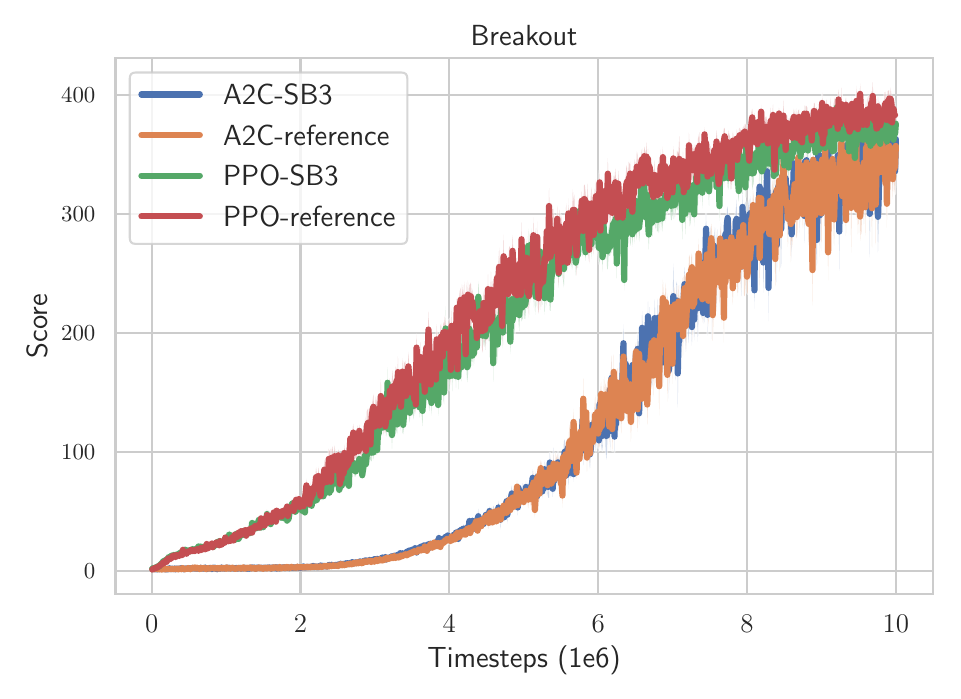 Breakout
A2C-SB3
A2C-reference
PPO-SB3
PPO-reference
Score
400
300
200
100
0
0 2 4 6 8 10
Timesteps (1e6)